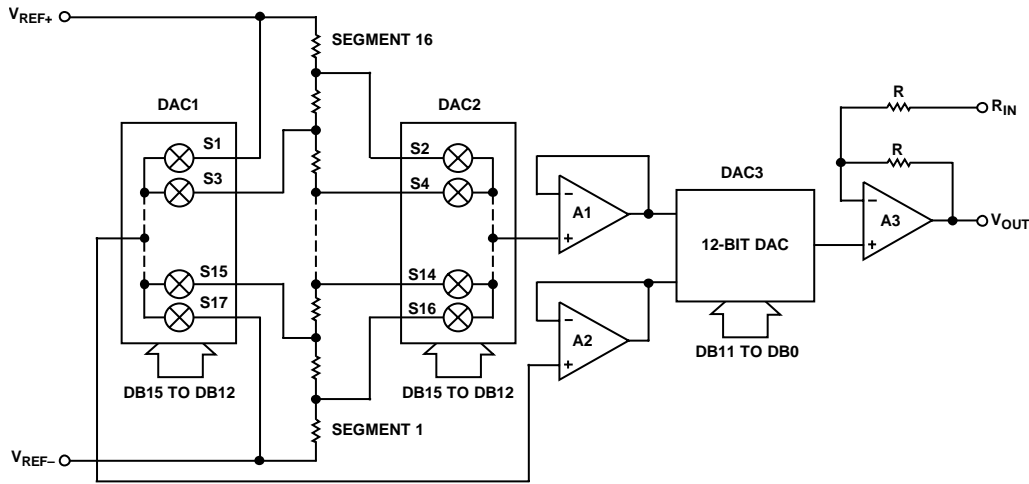 VREF+
SEGMENT 16
DAC1
DAC2
R
RIN
S1
S2
S3
S4
DAC3
R
A1
A3
VOUT
12-BIT DAC
S15
S14
S17
S16
A2
DB11 TO DB0
DB15 TO DB12
DB15 TO DB12
SEGMENT 1
VREF–